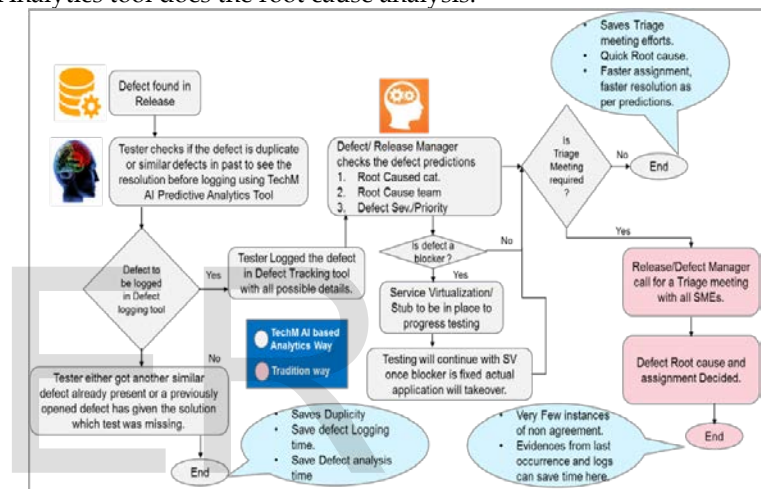 Analytics tool does the root cause analysis.
Defect found in
Release
Tester checks if the defect is duplicate
or similar defects in past to see the
resolution before logging using TechM
AI Predictive Analytics Tool
Defect to
be logged
in Defect
logging tool
Yes
Tester Logged the defect
in Defect Tracking tool
with all possible details.
No
Tester either got another similar
defect already present or a previously
opened defect has given the solution
which test was missing.
End
• Saves Duplicity
• Save defect Logging
time.
• Save Defect analysis
time
TechM AI based
Analytics Way
Tradition way
Defect/ Release Manager
checks the defect predictions
1. Root Caused cat.
2. Root Cause team
3. Defect Sev./Priority
Is defect a
blocker ?
No
Yes
Service Virtualization/
Stub to be in place to
progress testing
Testing will continue with SV
once blocker is fixed actual
application will takeover.
Is
Triage
Meeting
required
?
No
End
• Saves Triage
meeting efforts.
• Quick Root cause.
• Faster assignment,
faster resolution as
per predictions.
Yes
Release/Defect Manager
call for a Triage meeting
with all SMEs.
Defect Root cause and
assignment Decided.
End
• Very Few instances
of non agreement.
• Evidences from last
occurrence and logs
can save time here.
ER